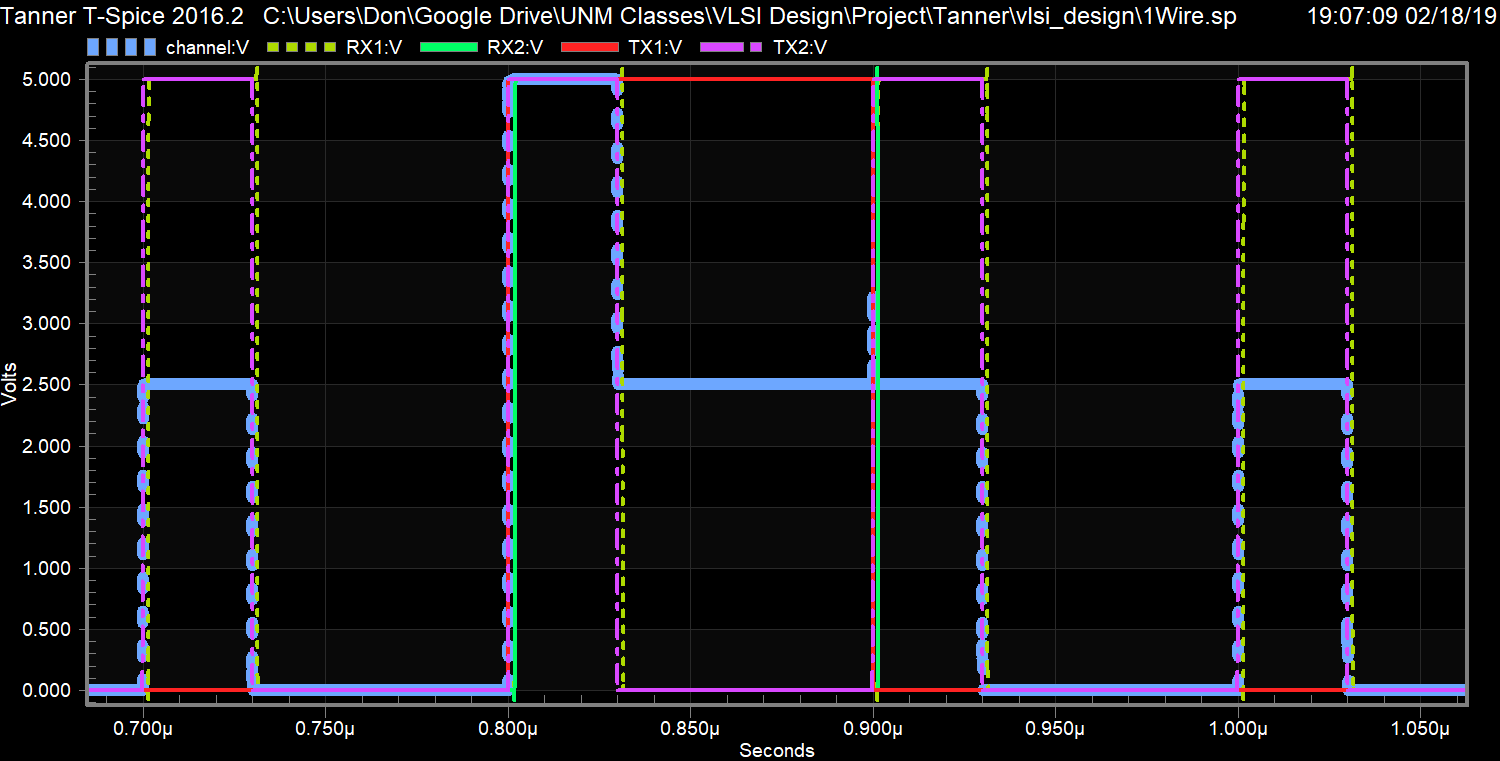 Tanner T-Spice 2016.2 C:\Users\Don\Google Drive\UNM Classes\VLSI Design\Project\Tanner\vlsi_design\1Wire.sp 19:07:09 02/18/19
channel:V RX1:V RX2:V TX1:V TX2:V
5.000
4.500
4.000
3.500
3.000
2.500
2.000
1.500
1.000
0.500
0.000
Volts
0.700µ 0.750µ 0.800µ 0.850µ 0.900µ 0.950µ 1.000µ 1.050µ
Seconds